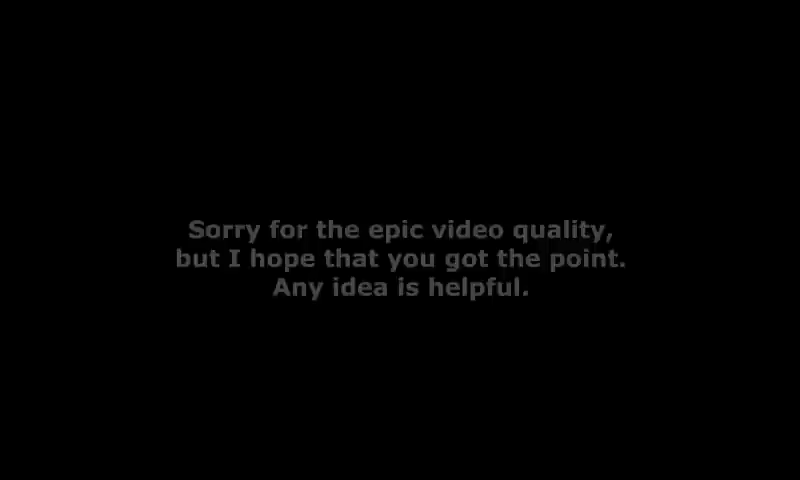 Sorry for the epic video quality,
but I hope that you got the point.
Any idea is helpful.